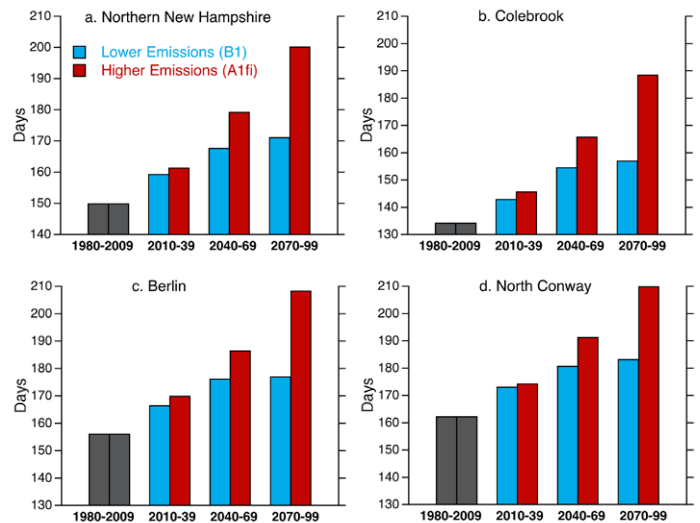 a. Northern New Hampshire
Lower Emissions (B1)
Higher Emissions (A1fi)
Days
210
200
190
180
170
160
150
140
1980-2009 2010-39 2040-69 2070-99
b. Colebrook
Days
210
200
190
180
170
160
150
140
130
1980-2009 2010-39 2040-69 2070-99
c. Berlin
Days
210
200
190
180
170
160
150
140
130
1980-2009 2010-39 2040-69 2070-99
d. North Conway
Days
210
200
190
180
170
160
150
140
130
1980-2009 2010-39 2040-69 2070-99